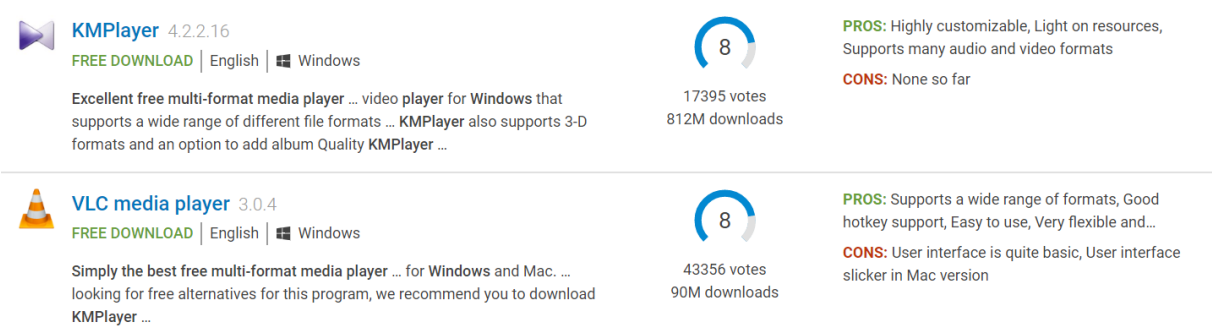 KMPlayer 4.2.2.16
FREE DOWNLOAD English Windows
Excellent free multi-format media player ... video player for Windows that
supports a wide range of different file formats ... KMPlayer also supports 3-D
formats and an option to add album Quality KMPlayer ...
8
17395 votes
812M downloads
PROS: Highly customizable, Light on resources,
Supports many audio and video formats
CONS: None so far
VLC media player 3.0.4
FREE DOWNLOAD English Windows
Simply the best free multi-format media player ... for Windows and Mac. ...
looking for free alternatives for this program, we recommend you to download
KMPlayer ...
8
43356 votes
90M downloads
PROS: Supports a wide range of formats, Good
hotkey support, Easy to use, Very flexible and...
CONS: User interface is quite basic, User interface
slicker in Mac version